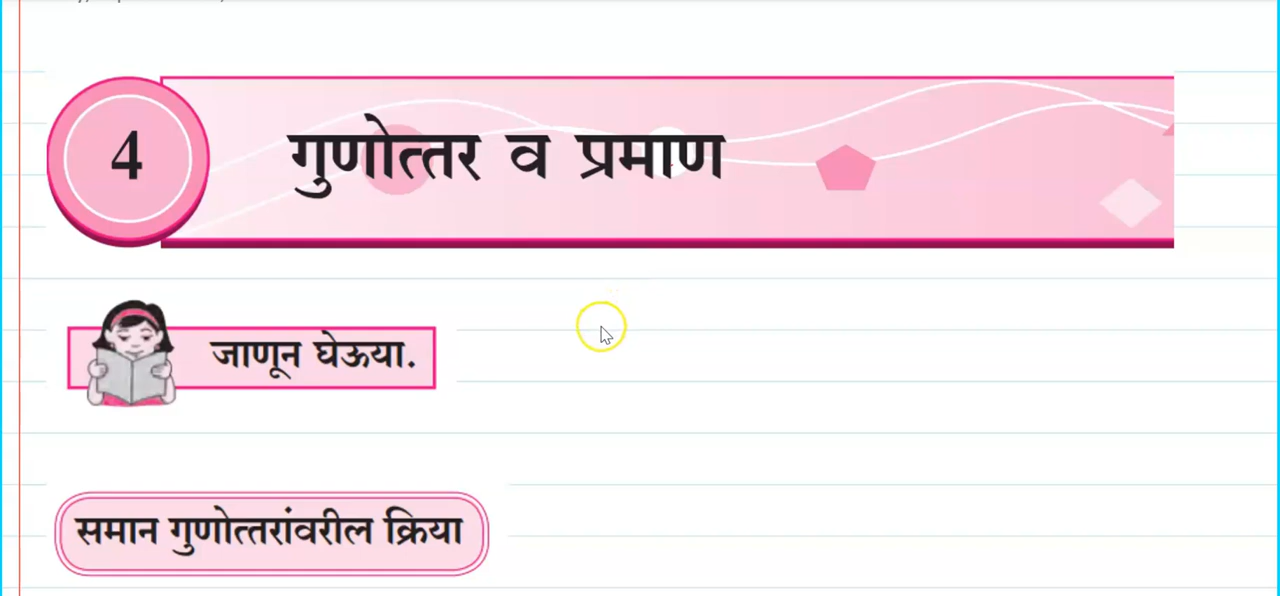 4
गुणोत्तर व प्रमाण
जाणून घेऊया.
समान गुणोत्तरांवरील क्रिया